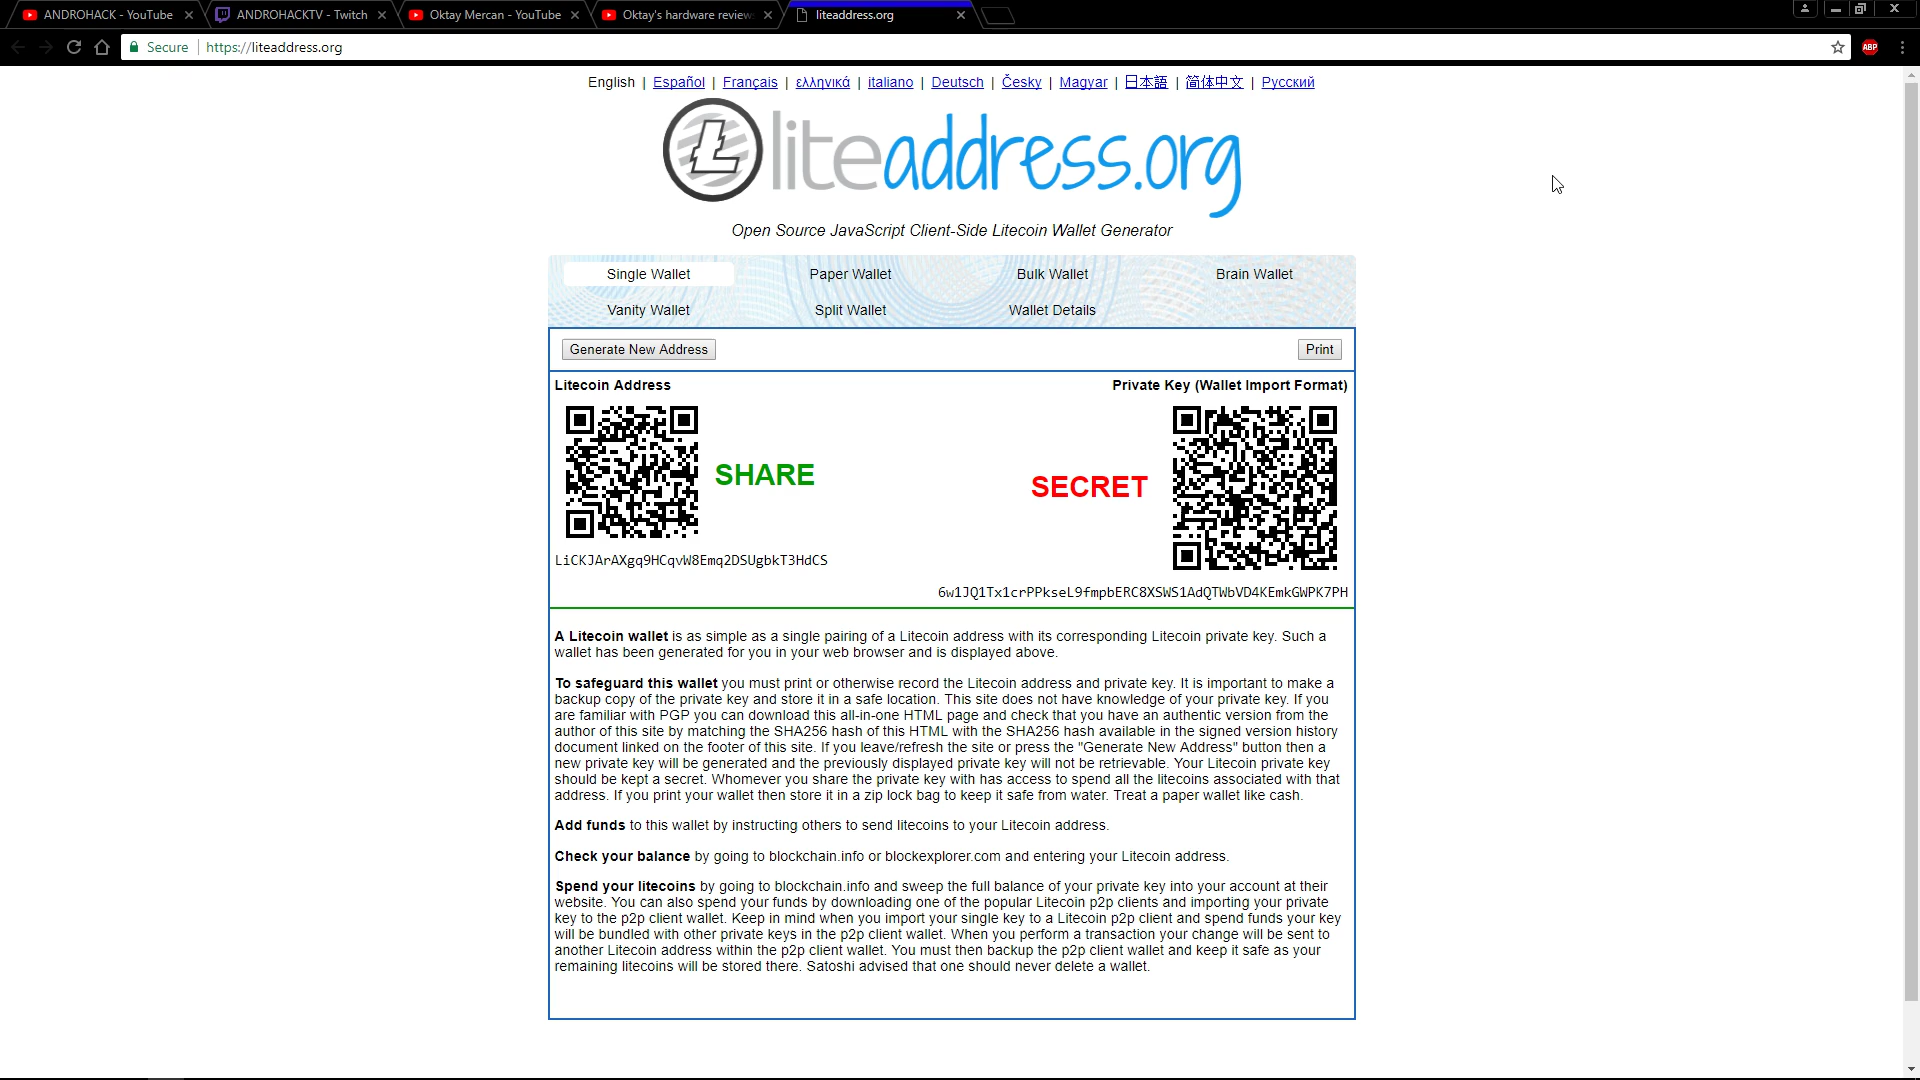 ANDROHACK - YouTube
ANDROHACKTV - Twitch
Oktay Mercan - YouTube
Oktay's hardware review
liteaddress.org
Secure
https://liteaddress.org
ABP
English | Español | Français | ελληνικά | italiano | Deutsch | Česky | Magyar | 日本語 | 简体中文 | Русский
liteaddress.org
Open Source JavaScript Client-Side Litecoin Wallet Generator
Single Wallet
Paper Wallet
Bulk Wallet
Brain Wallet
Vanity Wallet
Split Wallet
Wallet Details
Generate New Address
Print
Litecoin Address
Private Key (Wallet Import Format)
SHARE
SECRET
LiCKJArAXgq9HCqvW8Emq2DSUgbkT3HdCS
6w1JQ1Tx1crPPkseL9fmpbERC8XSWS1AdQTWbVD4KEmkGWPK7PH
A Litecoin wallet is as simple as a single pairing of a Litecoin address with its corresponding Litecoin private key. Such a
wallet has been generated for you in your web browser and is displayed above.
To safeguard this wallet you must print or otherwise record the Litecoin address and private key. It is important to make a
backup copy of the private key and store it in a safe location. This site does not have knowledge of your private key. If you
are familiar with PGP you can download this all-in-one HTML page and check that you have an authentic version from the
author of this site by matching the SHA256 hash of this HTML with the SHA256 hash available in the signed version history
document linked on the footer of this site. If you leave/refresh the site or press the "Generate New Address" button then a
new private key will be generated and the previously displayed private key will not be retrievable. Your Litecoin private key
should be kept a secret. Whomever you share the private key with has access to spend all the litecoins associated with that
address. If you print your wallet then store it in a zip lock bag to keep it safe from water. Treat a paper wallet like cash.
Add funds to this wallet by instructing others to send litecoins to your Litecoin address.
Check your balance by going to blockchain.info or blockexplorer.com and entering your Litecoin address.
Spend your litecoins by going to blockchain.info and sweep the full balance of your private key into your account at their
website. You can also spend your funds by downloading one of the popular Litecoin p2p clients and importing your private
key to the p2p client wallet. Keep in mind when you import your single key to a Litecoin p2p client and spend funds your key
will be bundled with other private keys in the p2p client wallet. When you perform a transaction your change will be sent to
another Litecoin address within the p2p client wallet. You must then backup the p2p client wallet and keep it safe as your
remaining litecoins will be stored there. Satoshi advised that one should never delete a wallet.